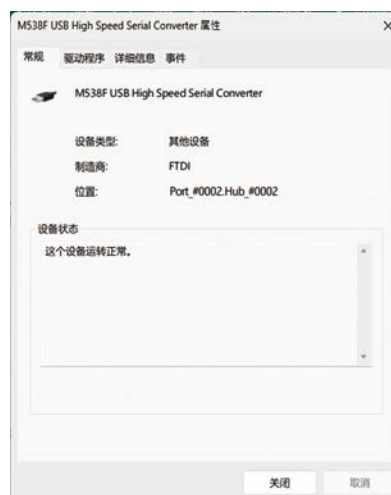 M538F USB High Speed Serial Converter 属性
常规 驱动程序 详细信息 事件
M538F USB High Speed Serial Converter
设备类型: 其他设备
制造商: FTDI
位置: Port_#0002.Hub_#0002
设备状态
这个设备运转正常。
关闭 取消